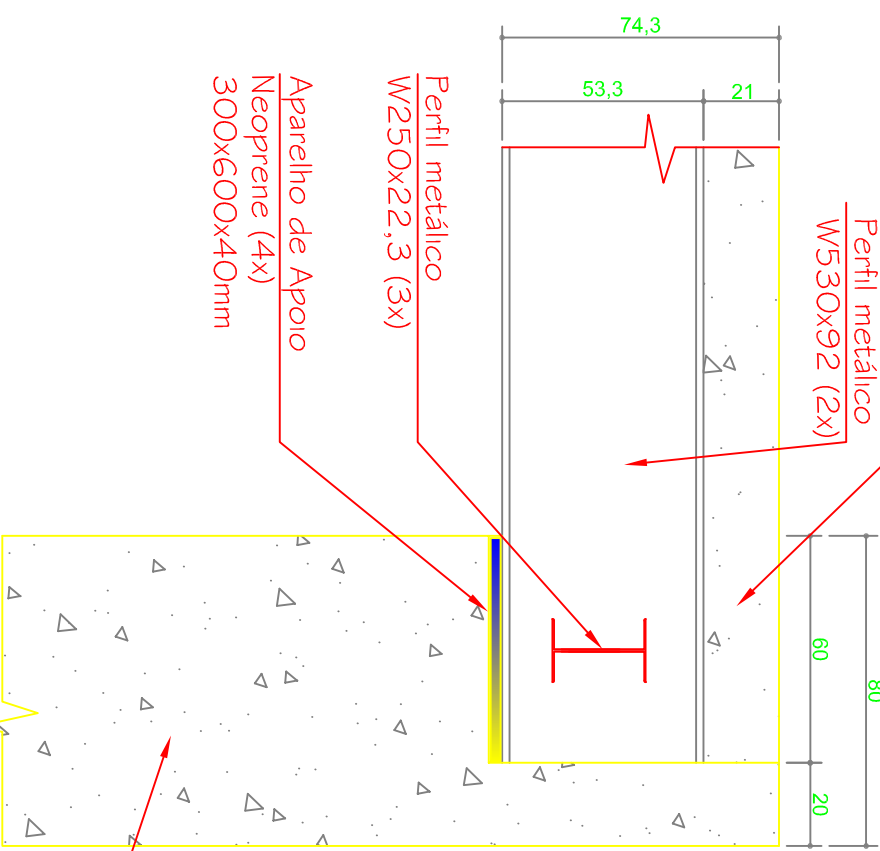 74,3
53,3
21
Perfil metálico
W530x92 (2x)
Perfil metálico
W250x22,3 (3x)
Aparelho de Apoio
Neoprene (4x)
300x600x40mm
60
80
20